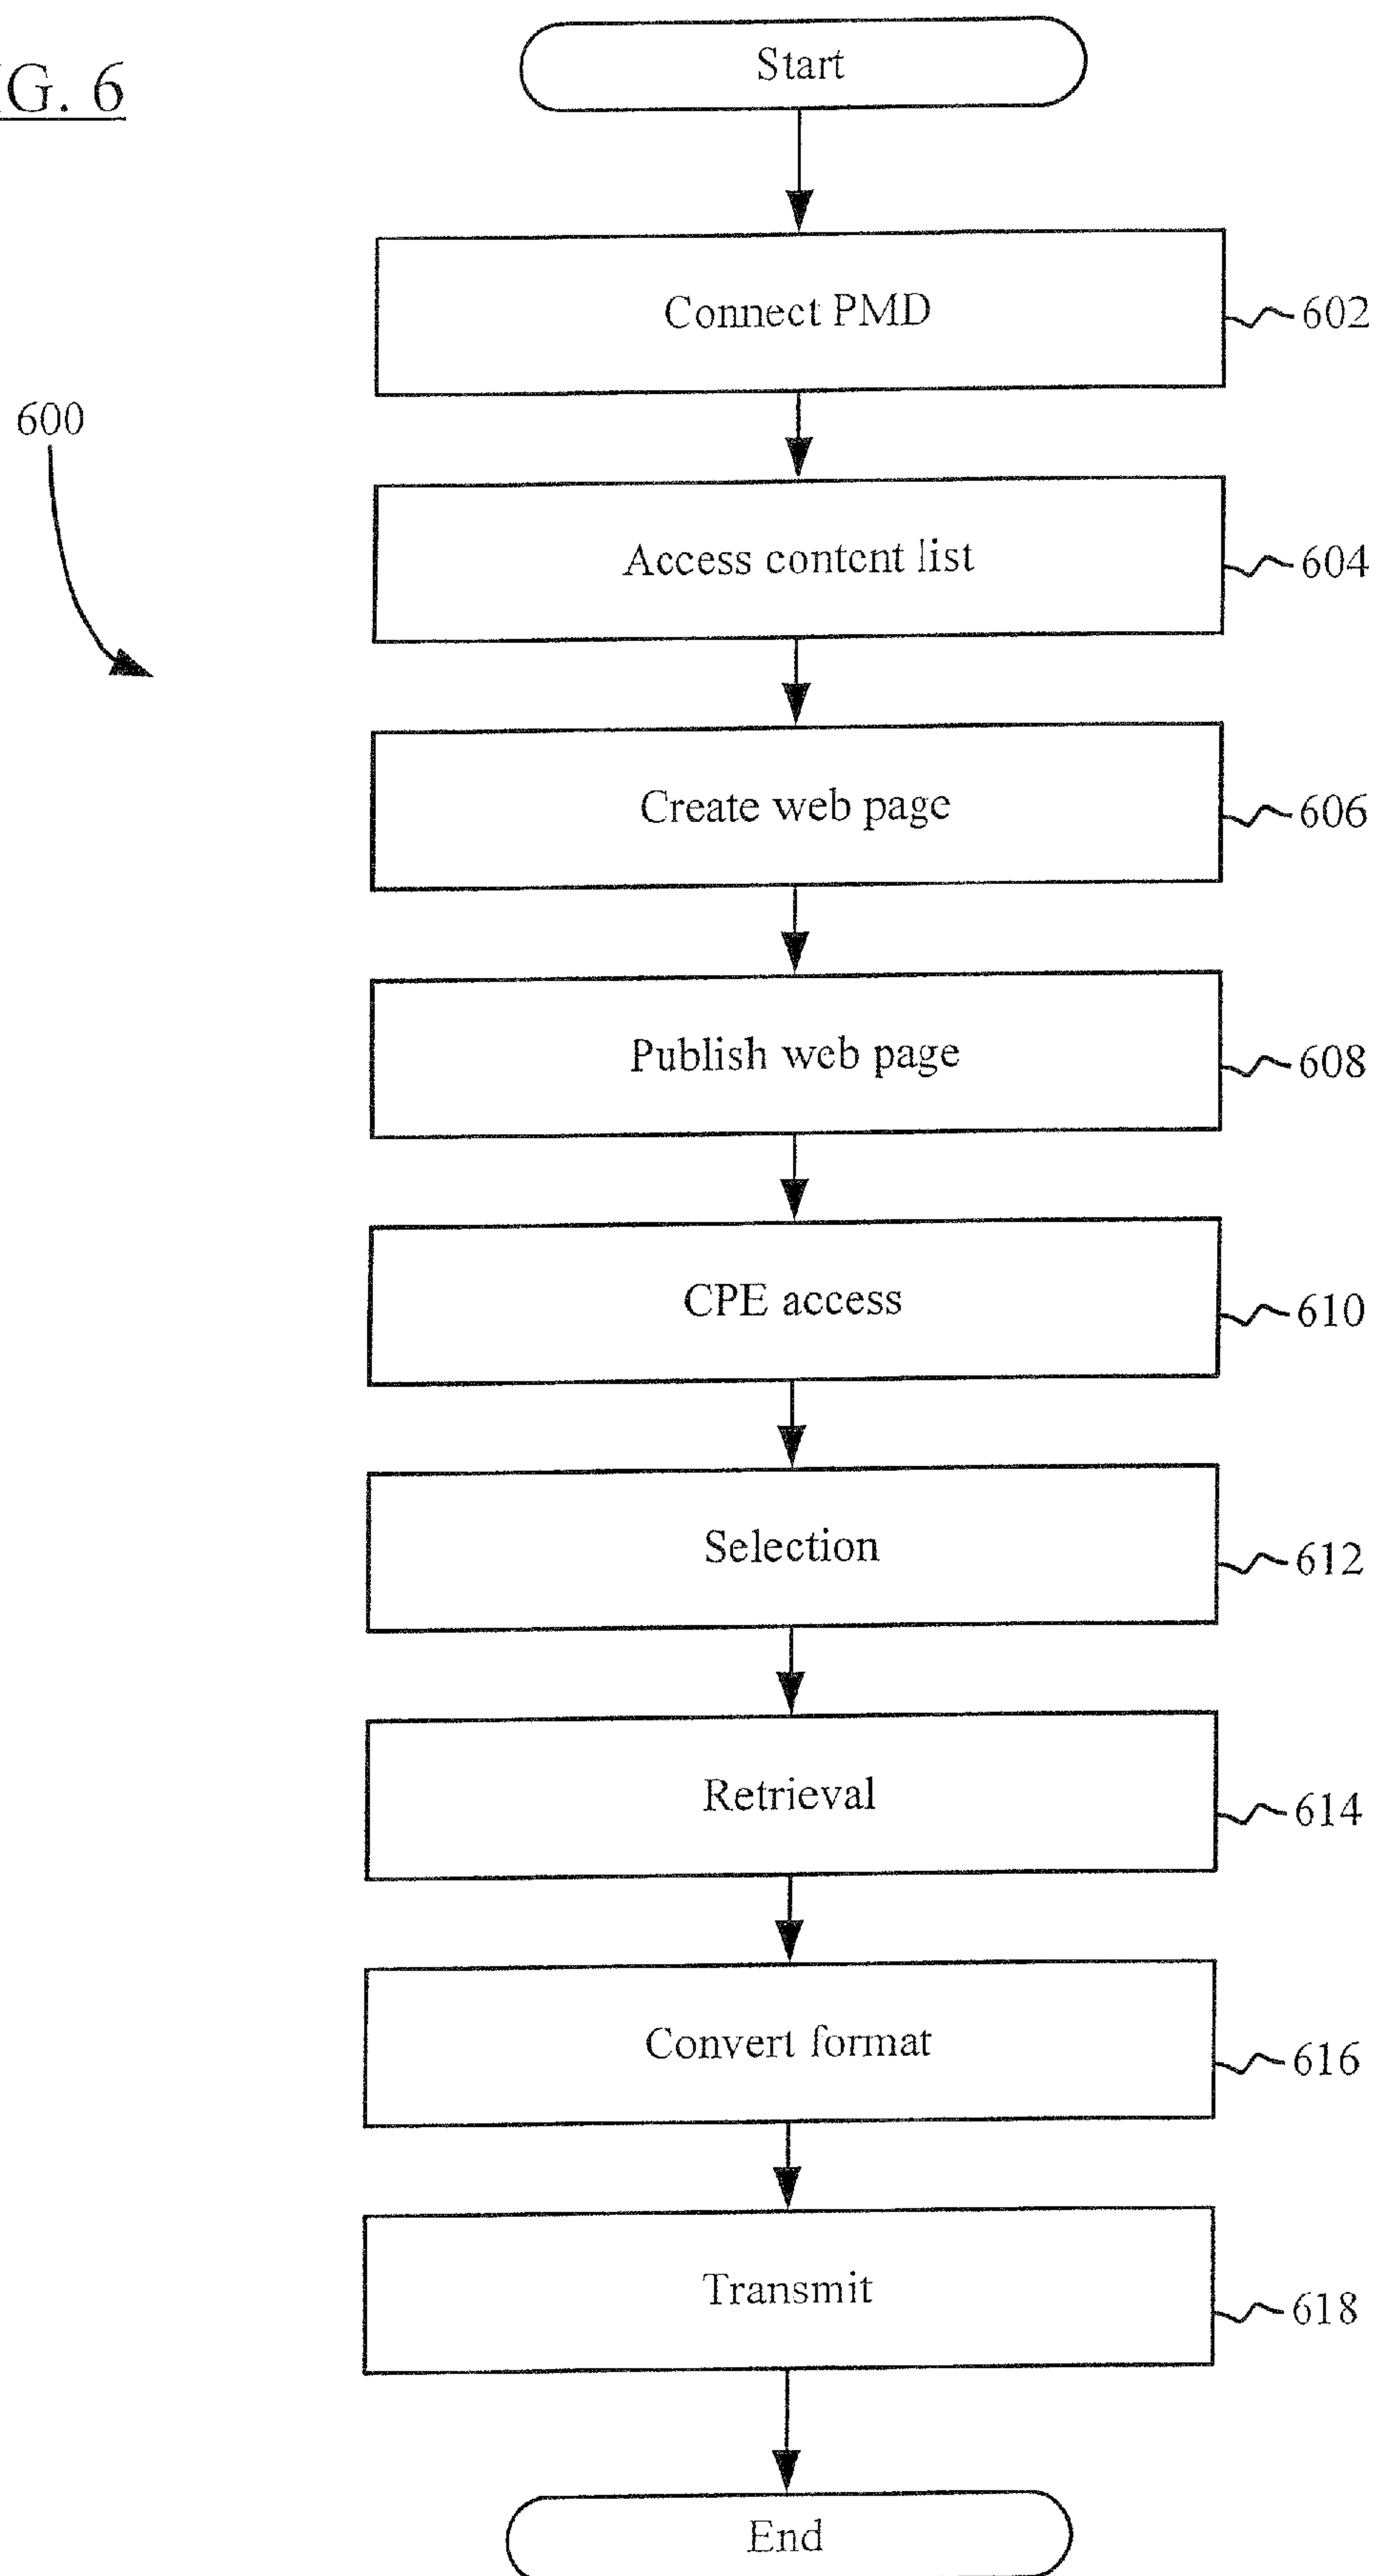 G. 6
Start
Connect PMD
602
600
Access content list
604
Create web page
606
Publish web page
608
CPE access
610
Selection
612
Retrieval
614
Convert format
616
Transmit
618
End